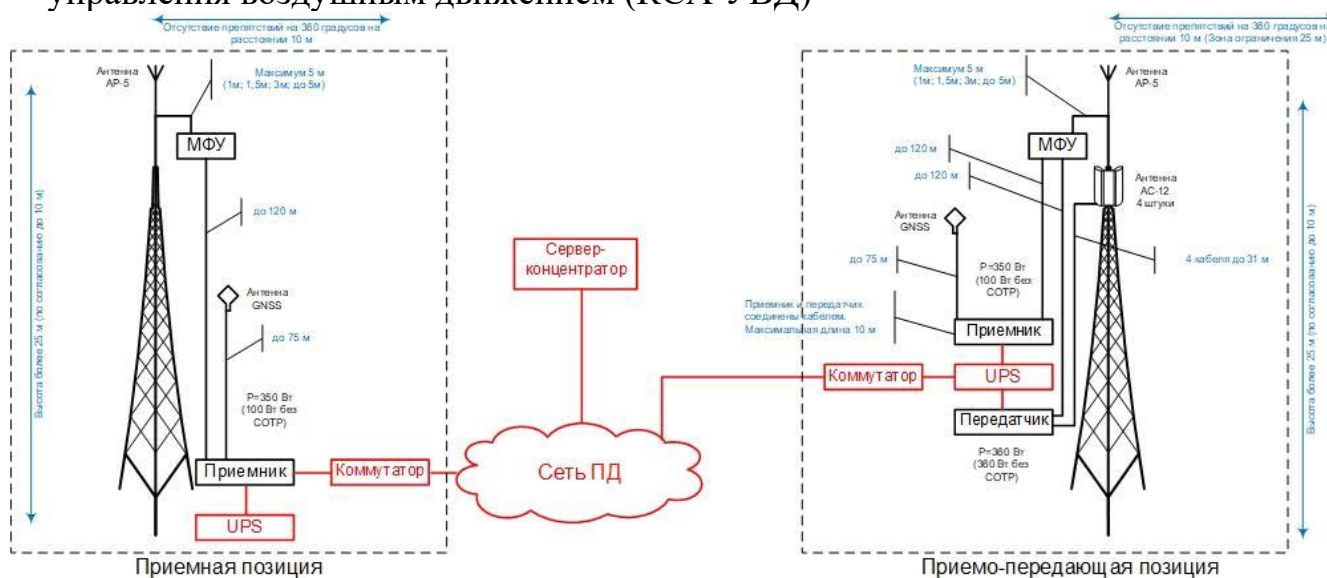 управления воздушным движением (КСА УВД)
Отсутствие препятствий на 360 градусов на
расстоянии 10 м
Антенна
АР-5
Максимум 5 м
(1м; 1,5м; 3м; до 5м)
МФУ
Высота более 25 м (по согласованию до 10 м)
до 120 м
Антенна
GNSS
до 75 м
P=350 Вт
(100 Вт без
СОТР)
Приемник
Коммутатор
UPS
Приемная позиция
Сервер-
концентратор
Сеть ПД
Отсутствие препятствий на 360 градусов на
расстоянии 10 м (Зона ограничения 25 м)
Максимум 5 м
(1м; 1,5м; 3м; до 5м)
Антенна
АР-5
МФУ
до 120 м
до 120 м
Антенна
АС-12
4 штуки
Антенна
GNSS
до 75 м
P=350 Вт
(100 Вт без
СОТР)
4 кабеля до 31 м
Приемник и передатчик
соединены кабелем.
Максимальная длина 10 м
Приемник
Коммутатор
UPS
Передатчик
P=360 Вт
(360 Вт без
СОТР)
Высота более 25 м (по согласованию до 10 м)
Приемо-передающая позиция